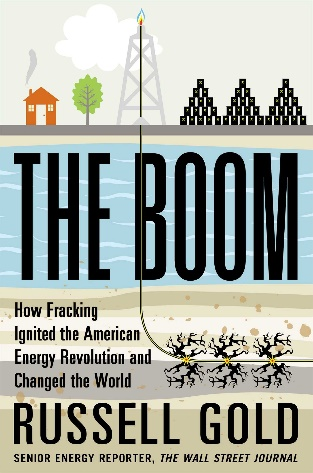 THE BOOM
How Fracking
Ignited the American
Energy Revolution and
Changed the World
RUSSELL GOLD
SENIOR ENERGY REPORTER, THE WALL STREET JOURNAL